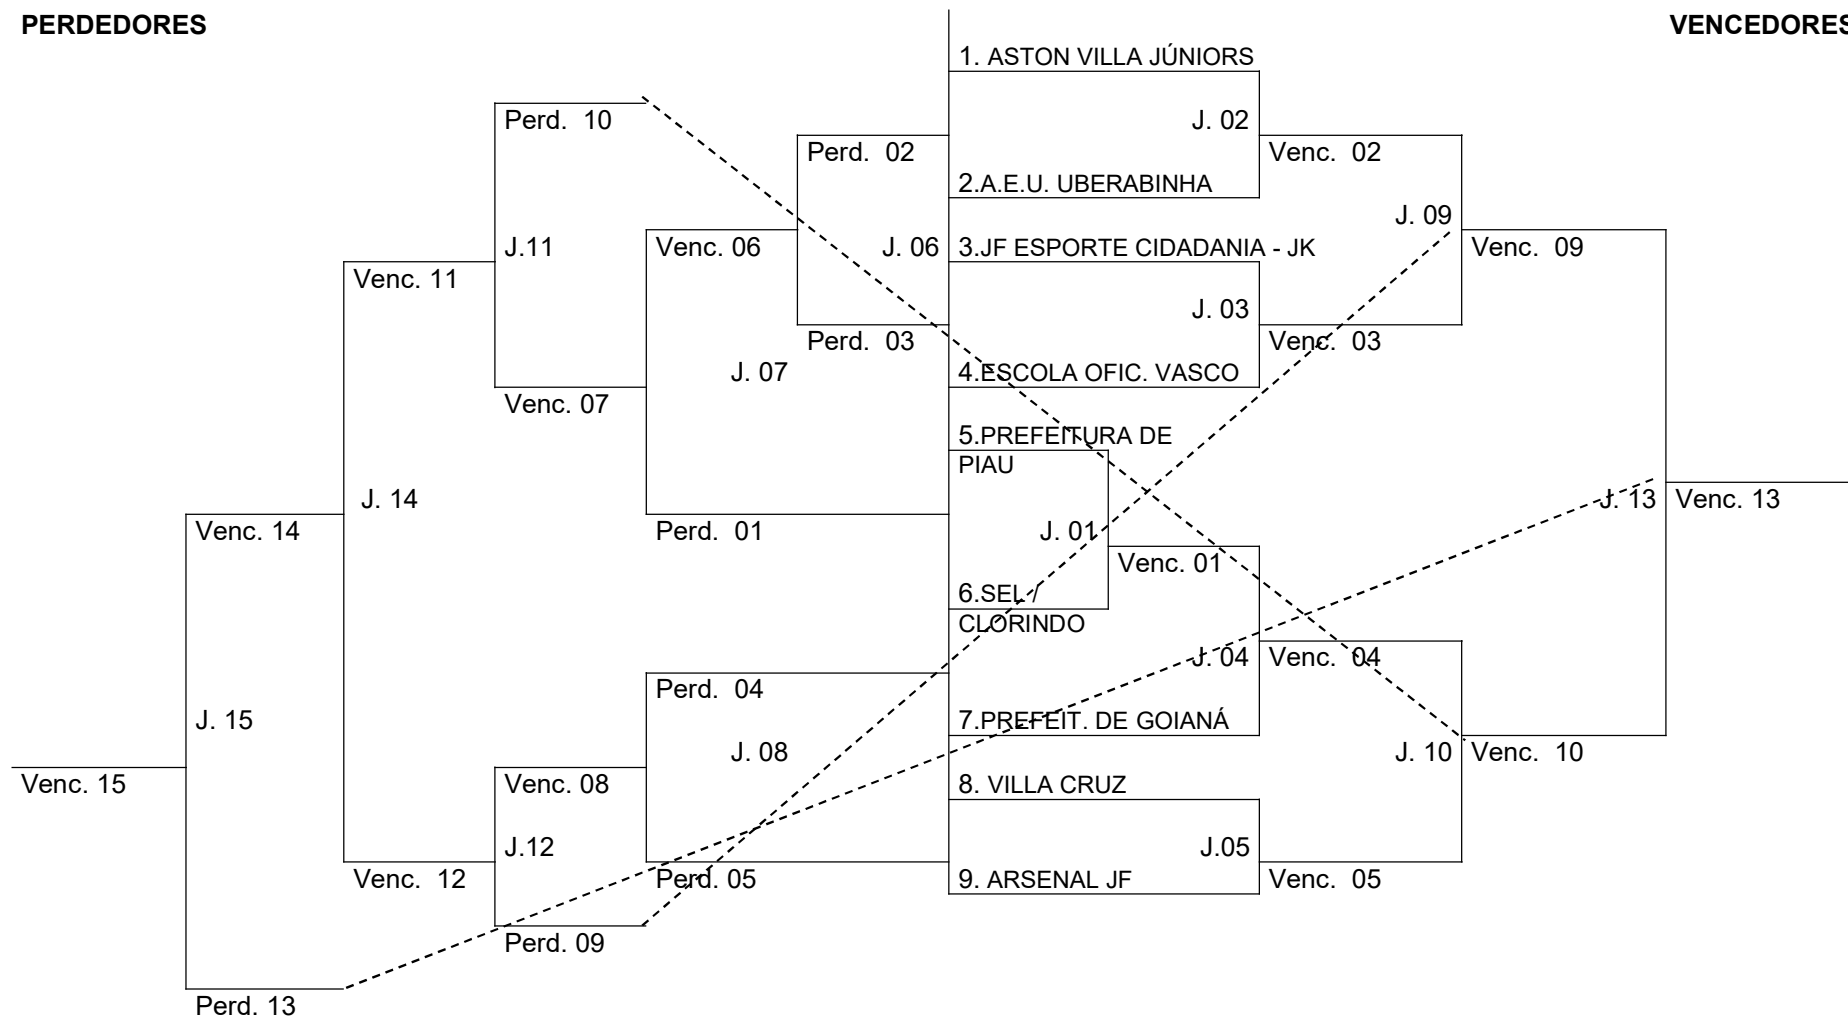 PERDEDORES
VENCEDORES
1. ASTON VILLA JÚNIORS
Perd.  10
J. 02
Perd.  02
Venc.  02
2.A.E.U. UBERABINHA
J. 09
J.11
Venc. 06
J. 06
3.JF ESPORTE CIDADANIA - JK
Venc.  09
Venc. 11
J. 03
Perd.  03
Venc.  03
J. 07
4.ESCOLA OFIC. VASCO
Venc. 07
5.PREFEITURA DE
PIAU
J. 14
J. 13
Venc. 13
Venc. 14
Perd.  01
J. 01
Venc. 01
6.SEL /
CLORINDO
J. 04
Venc.  04
Perd.  04
J. 15
7.PREFEIT. DE GOIANÁ
J. 08
J. 10
Venc.  10
Venc. 15
Venc. 08
8. VILLA CRUZ
J.12
J.05
Venc.  12
Perd. 05
9. ARSENAL JF
Venc.  05
Perd. 09
Perd. 13